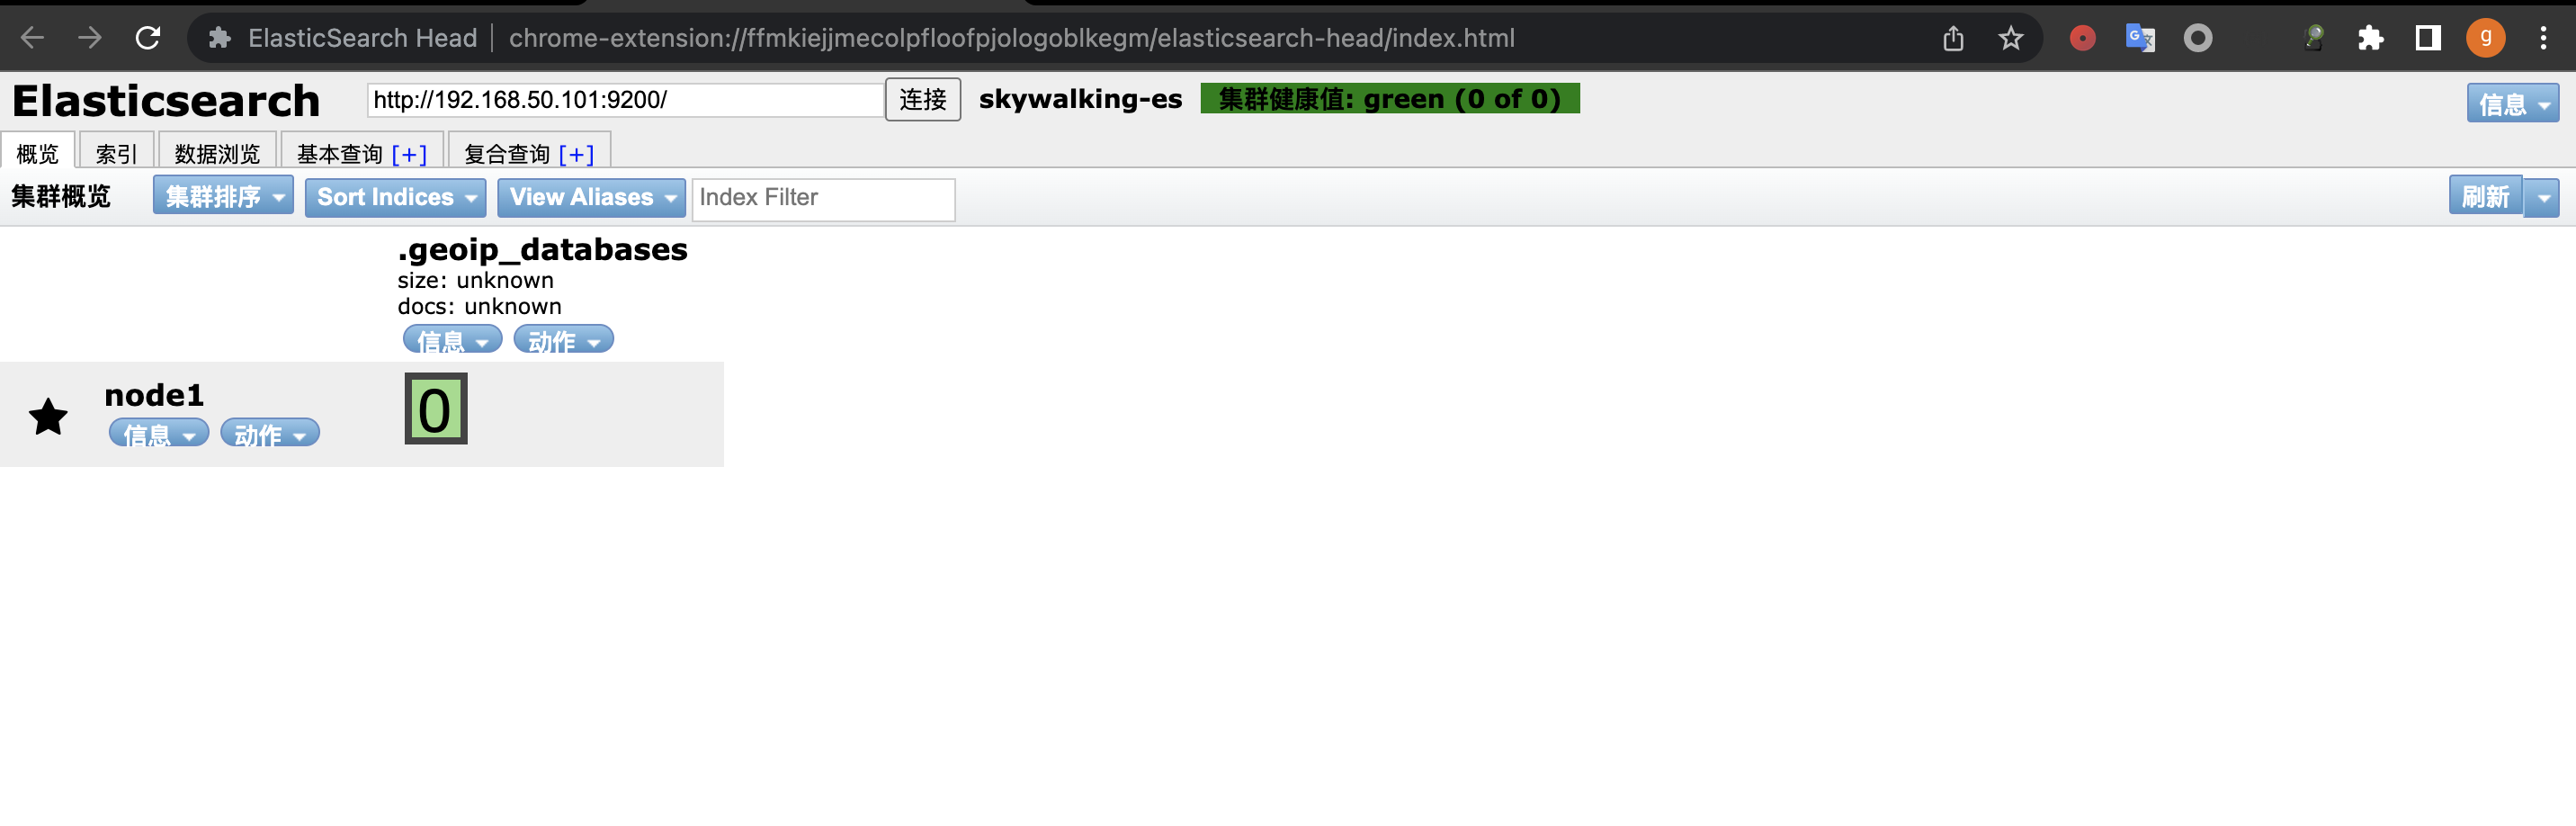 ElasticSearch Head | chrome-extension://ffmkiejjmecolpfloofpjologoblkegm/elasticsearch-head/index.html
g
Elasticsearch http://192.168.50.101:9200/ 连接 skywalking-es 集群健康值: green (0 of 0) 信息
概览 索引 数据浏览 基本查询 [+] 复合查询 [+]
集群概览 集群排序 Sort Indices View Aliases Index Filter 刷新
.geoip_databases
size: unknown
docs: unknown
信息 动作
node1 0
信息 动作